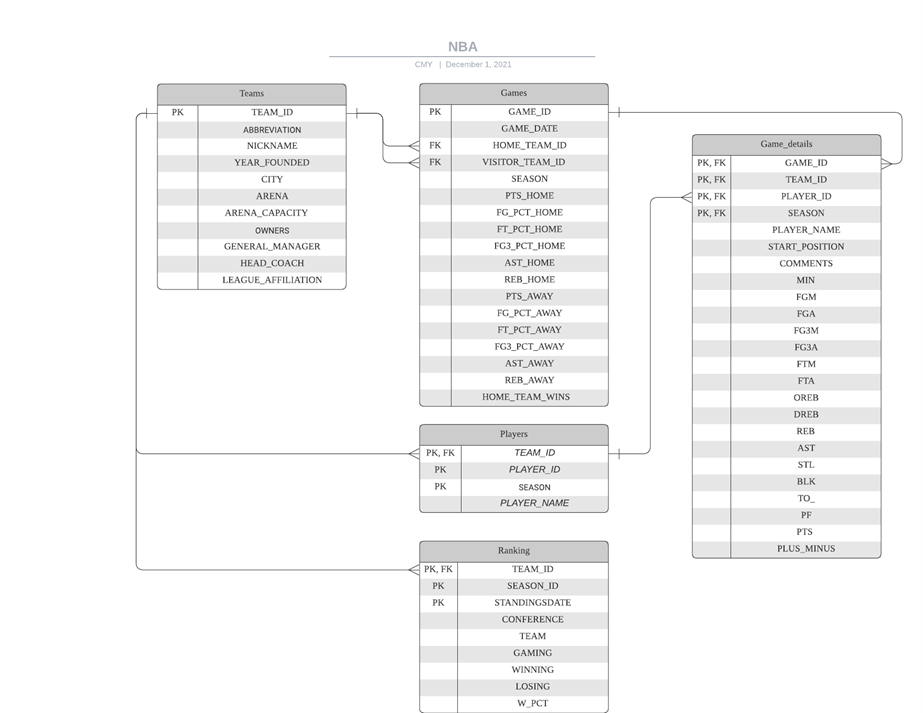 NBA
CMY | December 1, 2021
Teams
PK TEAM_ID
ABBREVIATION
NICKNAME
YEAR_FOUNDED
CITY
ARENA
ARENA_CAPACITY
OWNERS
GENERAL_MANAGER
HEAD_COACH
LEAGUE_AFFILIATION
Games
PK GAME_ID
GAME_DATE
FK HOME_TEAM_ID
FK VISITOR_TEAM_ID
SEASON
PTS_HOME
FG_PCT_HOME
FT_PCT_HOME
FG3_PCT_HOME
AST_HOME
REB_HOME
PTS_AWAY
FG_PCT_AWAY
FT_PCT_AWAY
FG3_PCT_AWAY
AST_AWAY
REB_AWAY
HOME_TEAM_WINS
Game_details
PK, FK GAME_ID
PK, FK TEAM_ID
PK, FK PLAYER_ID
PK, FK SEASON
PLAYER_NAME
START_POSITION
COMMENTS
MIN
FGM
FGA
FG3M
FG3A
FTM
FTA
OREB
DREB
REB
AST
STL
BLK
TO_
PF
PTS
PLUS_MINUS
Players
PK, FK TEAM_ID
PK PLAYER_ID
PK SEASON
PLAYER_NAME
Ranking
PK, FK TEAM_ID
PK SEASON_ID
PK STANDINGSDATE
CONFERENCE
TEAM
GAMING
WINNING
LOSING
W_PCT